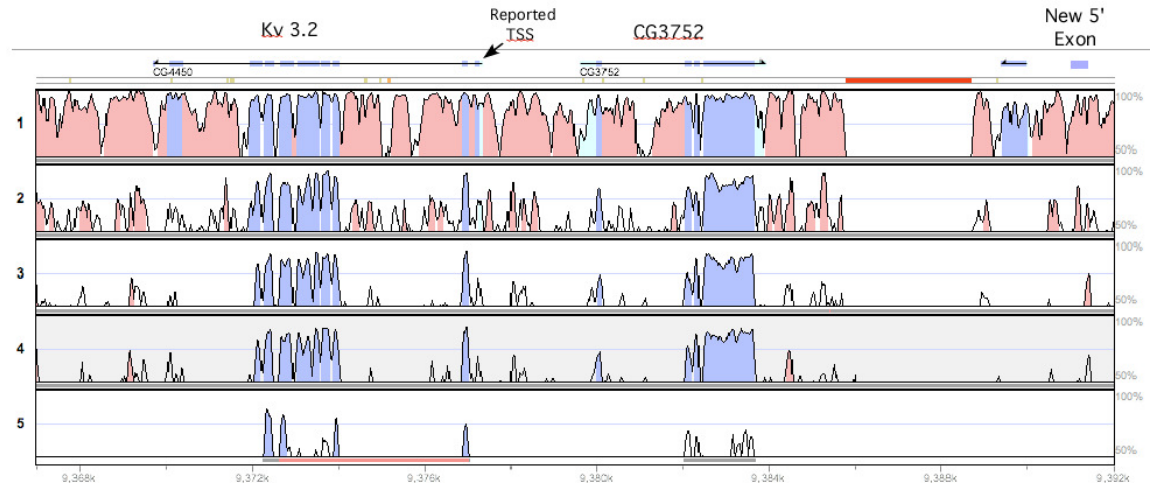 Kv 3.2
Reported
TSS
CG3752
New 5'
Exon
CG4450
CG3752
1
100%
50%
2
100%
50%
3
100%
50%
4
100%
50%
5
100%
50%
9,368k 9,372k 9,376k 9,380k 9,384k 9,388k 9,392k